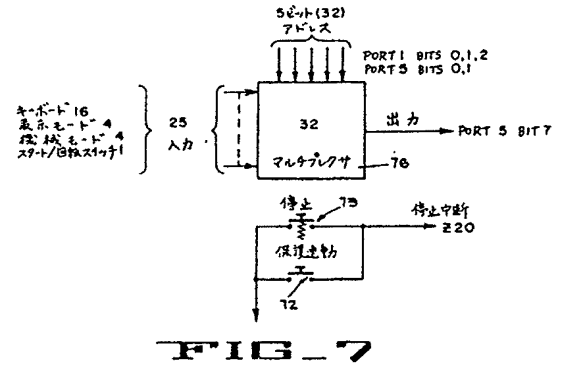 5ビット(32)
アドレス
PORT 1 BITS 0,1,2
PORT 5 BITS 0,1
キーボード 16
表示モード 4
機械モード 4
スタート/回転スイッチ 1
25
入力
32
マルチプレクサ
76
出力
PORT 5 BIT 7
停止
73
停止中断
Z20
保護連動
72
FIG_7